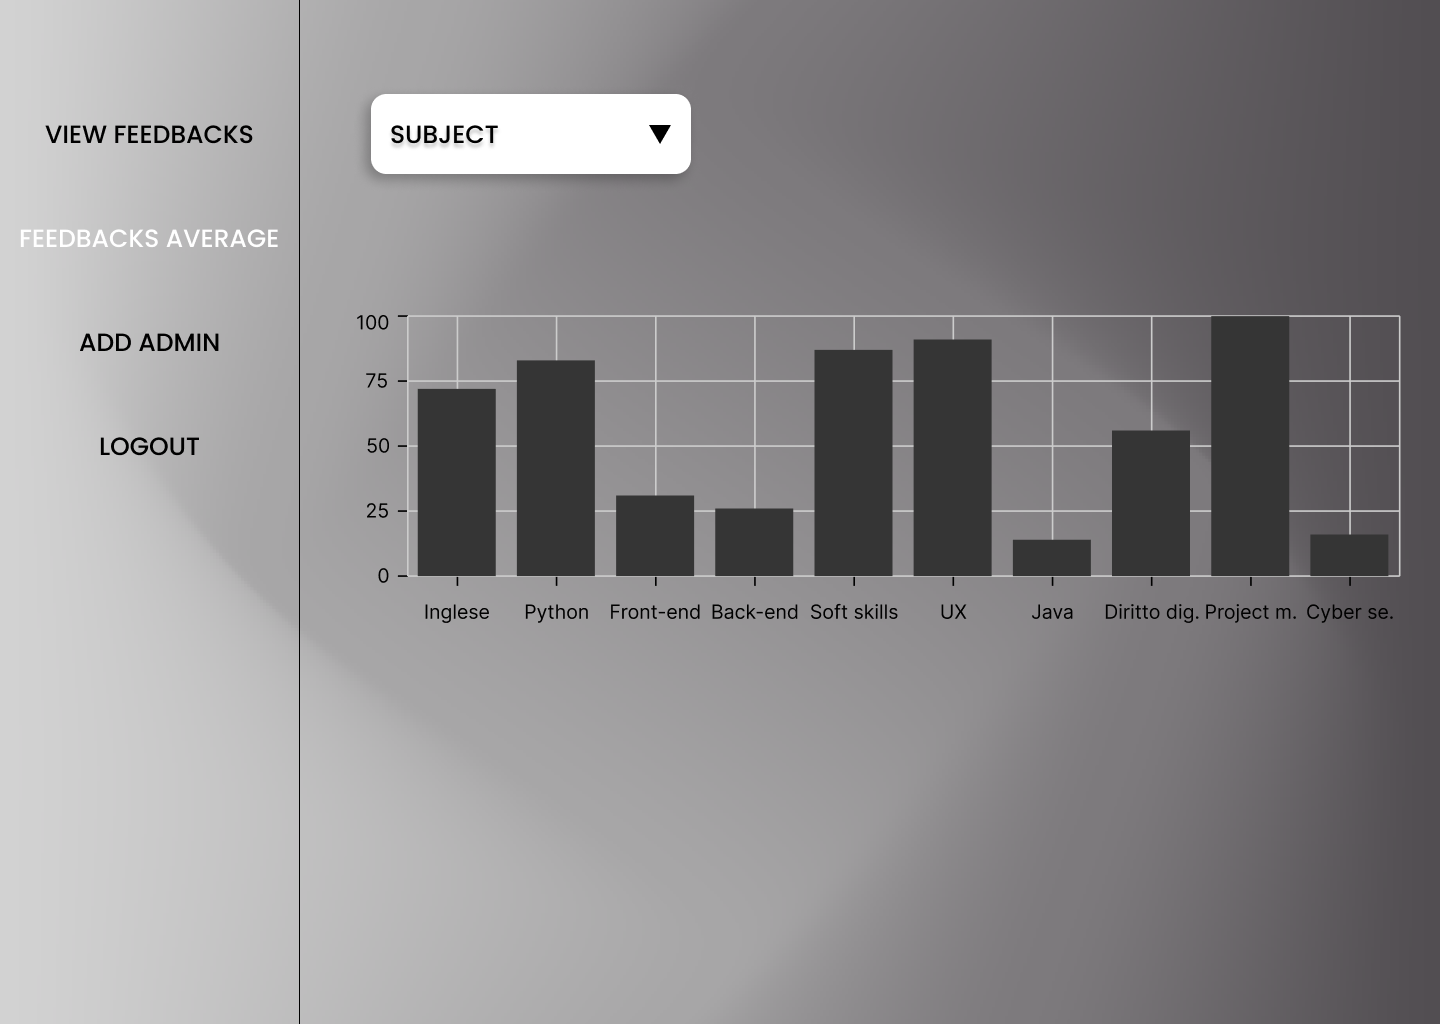 VIEW FEEDBACKS
FEEDBACKS AVERAGE
ADD ADMIN
LOGOUT
SUBJECT
100
75
50
25
0
Inglese Python Front-end Back-end Soft skills UX Java Diritto dig. Project m. Cyber se.